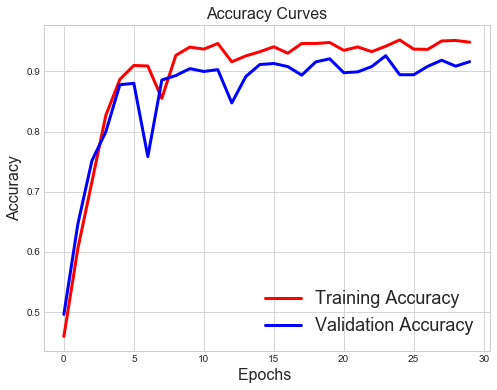 Accuracy Curves
Accuracy
0.9
0.8
0.7
0.6
0.5
Training Accuracy
Validation Accuracy
0 5 10 15 20 25 30
Epochs